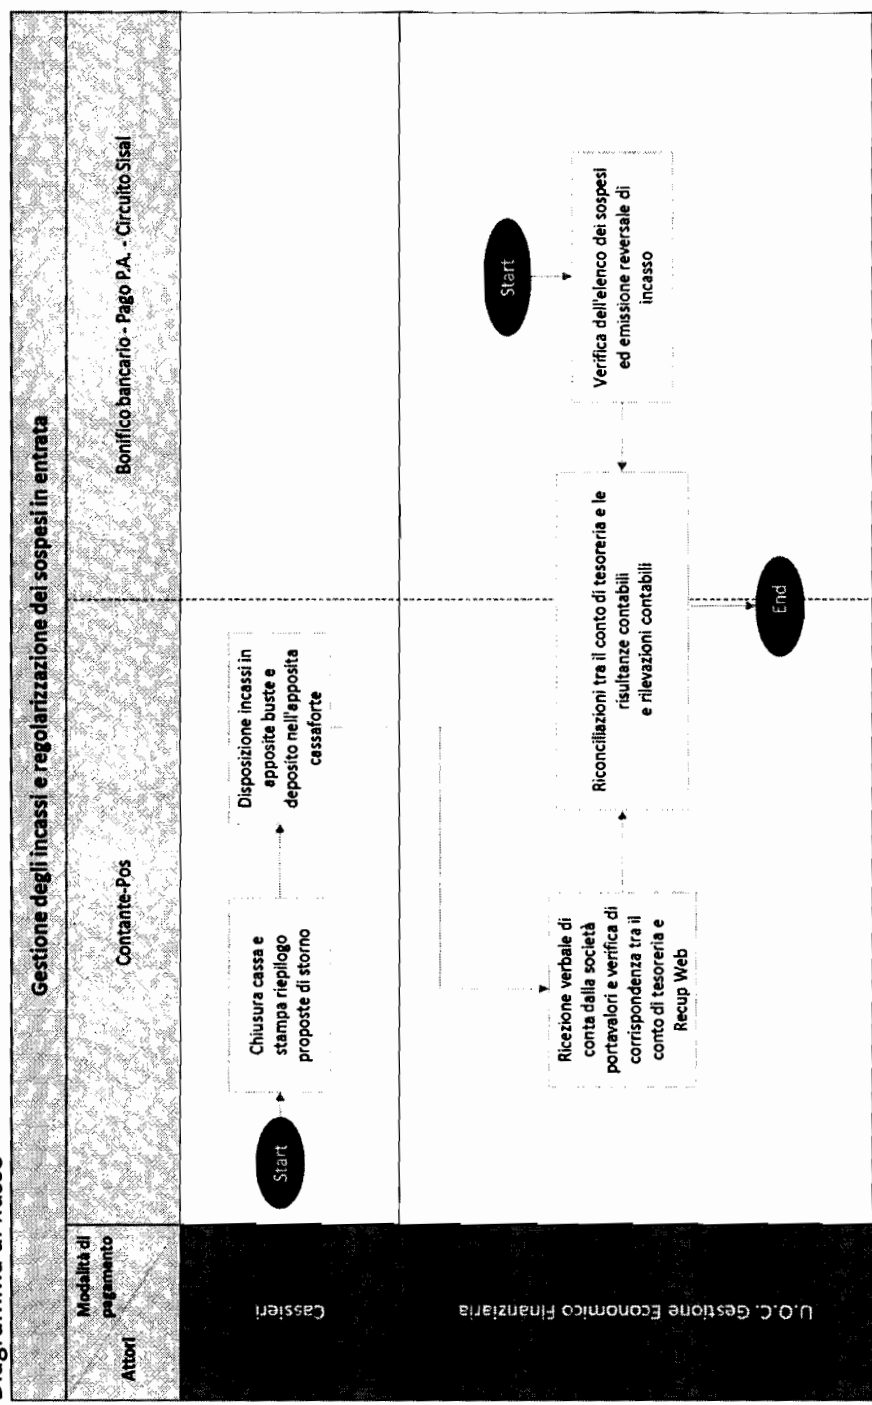 Diagramma di flusso
Gestione degli incassi e regolarizzazione dei sospesi in entrata
Modalità di
pagamento
Attori
Contante-Pos
Bonifico bancario - Pago P.A. - Circuito Sisal
Cassieri
Start
Chiusura cassa e
stampa riepilogo
proposte di storno
Disposizione incassi in
apposite buste e
deposito nell'apposita
cassaforte
U.O.C. Gestione Economico Finanziaria
Ricezione verbale di
conta dalla società
portavalori e verifica di
corrispondenza tra il
conto di tesoreria e
Recup Web
Riconciliazioni tra il conto di tesoreria e le
risultanze contabili
e rilevazioni contabili
Start
Verifica dell'elenco dei sospesi
ed emissione reversale di
incasso
End